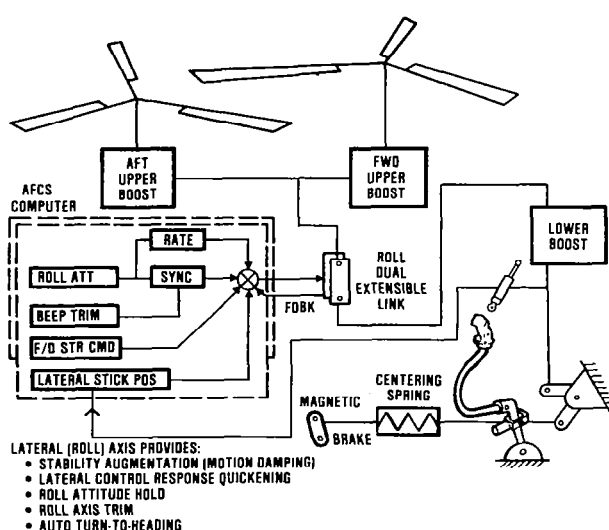 AFT
UPPER
BOOST
FWD
UPPER
BOOST
AFCS
COMPUTER
LOWER
BOOST
RATE
ROLL ATT
SYNC
ROLL
DUAL
EXTENSIBLE
LINK
FDBK
BEEP TRIM
F/D STR CMD
LATERAL STICK POS
CENTERING
SPRING
MAGNETIC
BRAKE
LATERAL (ROLL) AXIS PROVIDES:
• STABILITY AUGMENTATION (MOTION DAMPING)
• LATERAL CONTROL RESPONSE QUICKENING
• ROLL ATTITUDE HOLD
• ROLL AXIS TRIM
• AUTO TURN-TO-HEADING